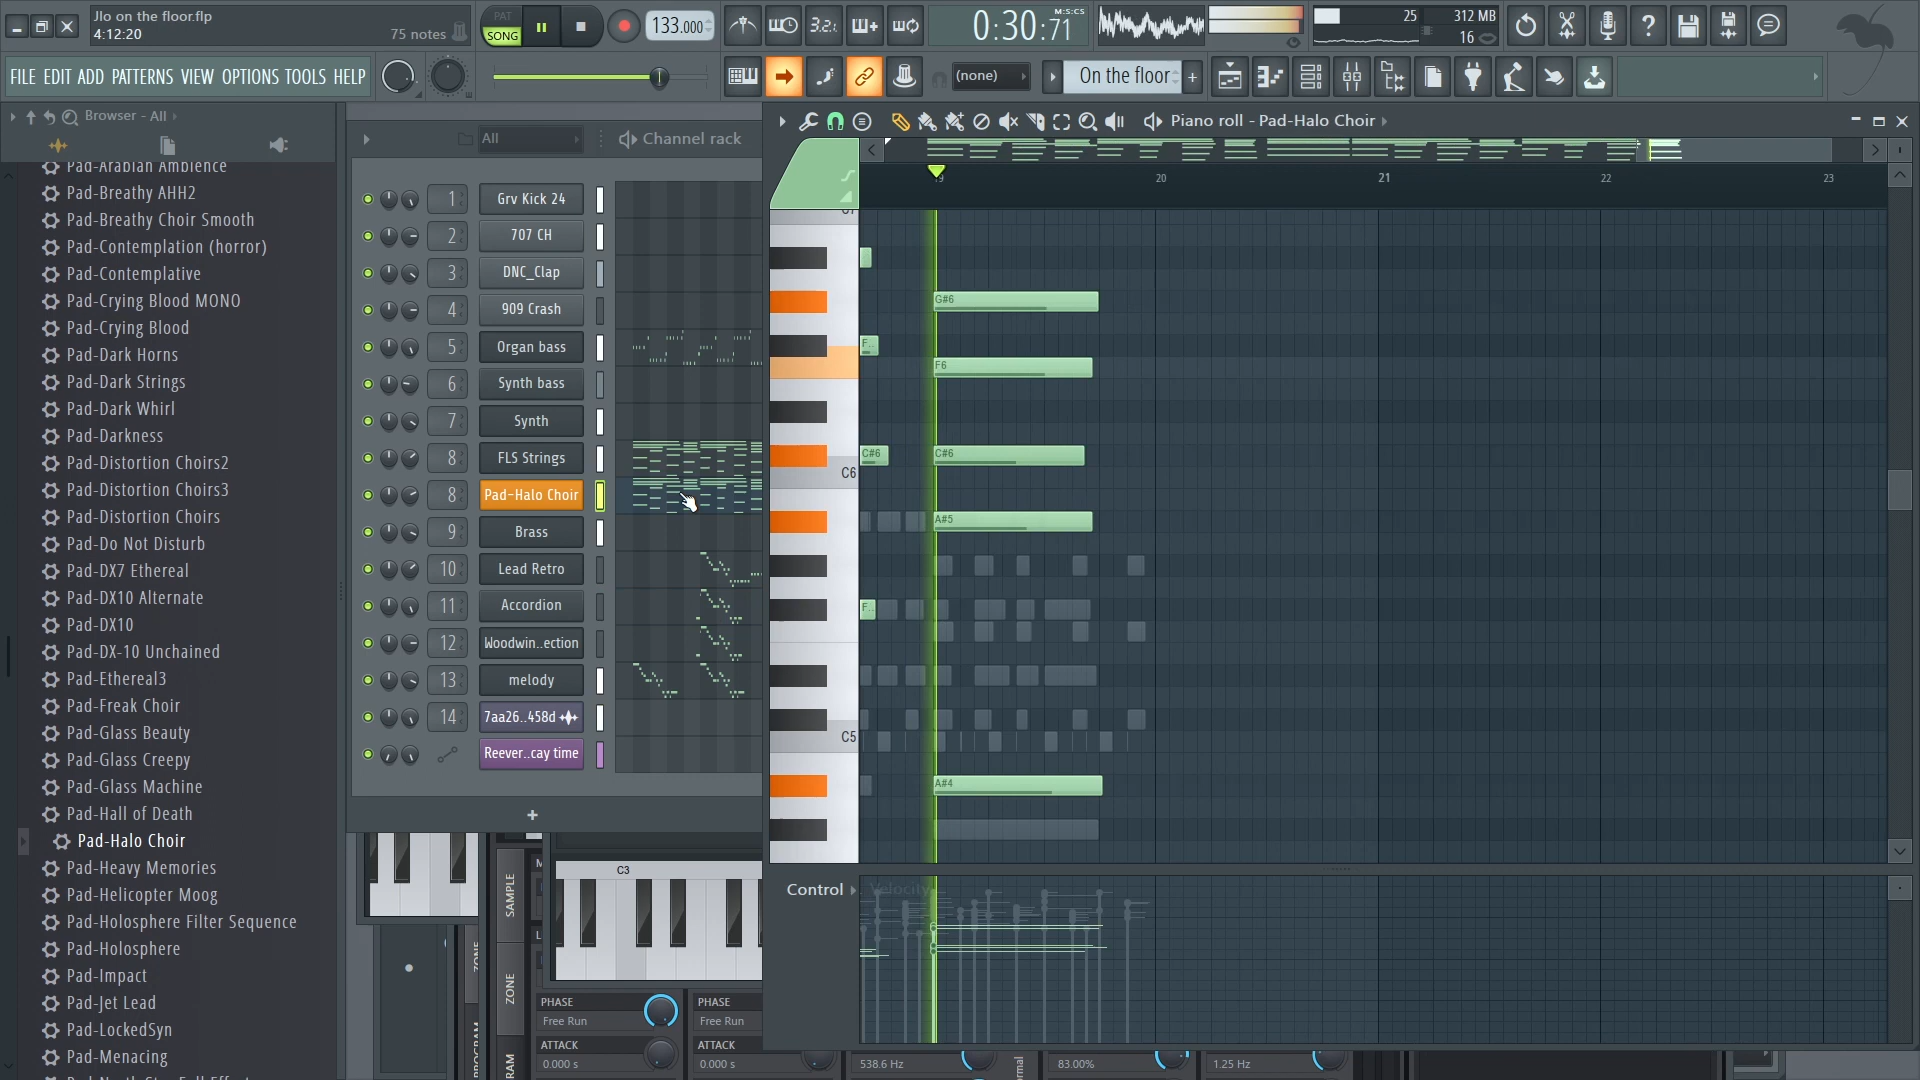 Jlo on the floor.flp
4:12:20
75 notes
PAT
SONG
133.000
3.2.
0:30:71
M:S:CS
25
312 MB
16
FILE EDIT ADD PATTERNS VIEW OPTIONS TOOLS HELP
(none)
On the floor
Browser - All
All
Channel rack
Piano roll - Pad-Halo Choir
Pad-Arabian Ambience
Pad-Breathy AHH2
Pad-Breathy Choir Smooth
Pad-Contemplation (horror)
Pad-Contemplative
Pad-Crying Blood MONO
Pad-Crying Blood
Pad-Dark Horns
Pad-Dark Strings
Pad-Dark Whirl
Pad-Darkness
Pad-Distortion Choirs2
Pad-Distortion Choirs3
Pad-Distortion Choirs
Pad-Do Not Disturb
Pad-DX7 Ethereal
Pad-DX10 Alternate
Pad-DX10
Pad-DX-10 Unchained
Pad-Ethereal3
Pad-Freak Choir
Pad-Glass Beauty
Pad-Glass Creepy
Pad-Glass Machine
Pad-Hall of Death
Pad-Halo Choir
Pad-Heavy Memories
Pad-Helicopter Moog
Pad-Holosphere Filter Sequence
Pad-Holosphere
Pad-Impact
Pad-Jet Lead
Pad-LockedSyn
Pad-Menacing
1 Grv Kick 24
2 707 CH
3 DNC_Clap
4 909 Crash
5 Organ bass
6 Synth bass
7 Synth
8 FLS Strings
8 Pad-Halo Choir
9 Brass
10 Lead Retro
11 Accordion
12 Woodwin..ection
13 melody
14 7aa26..458d
Reever..cay time
+
19 20 21 22 23
G#6
F..
F6
C#6 C#6
C6
A#5
F..
C5
A#4
Control
Velocity
C3
SAMPLE
ZONE
ZONE
PHASE
Free Run
PHASE
Free Run
ATTACK
0.000 s
ATTACK
0.000 s
538.6 Hz
83.00%
1.25 Hz